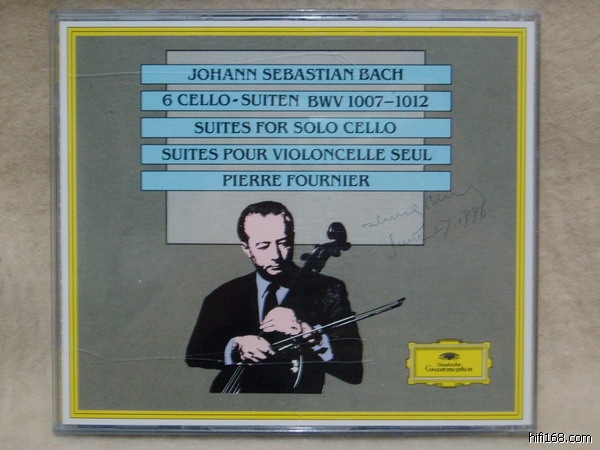 JOHANN SEBASTIAN BACH
6 CELLO-SUITEN BWV 1007-1012
SUITES FOR SOLO CELLO
SUITES POUR VIOLONCELLE SEUL
PIERRE FOURNIER
Deutsche
Grammophon
hifi168.com